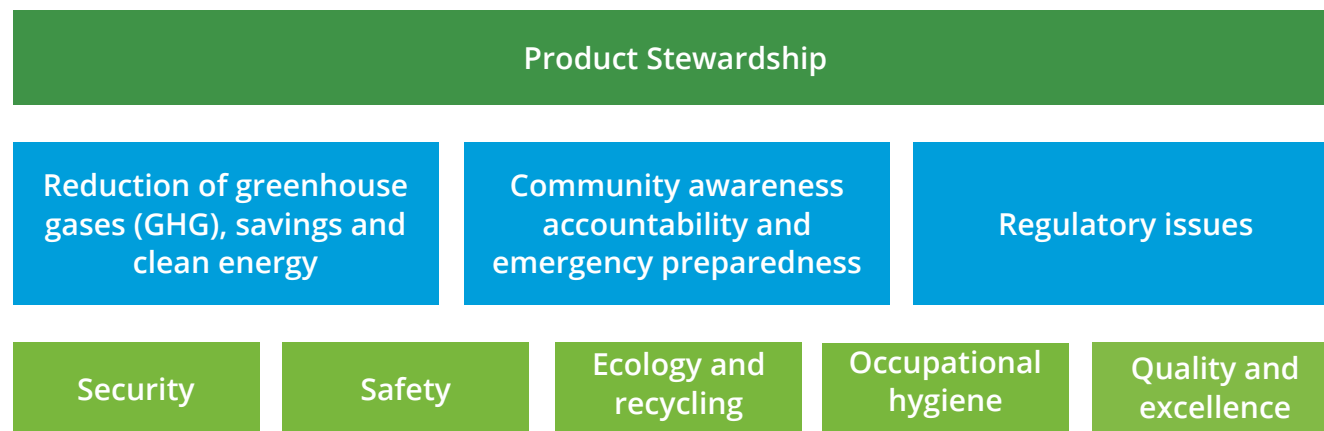 Product Stewardship
Reduction of greenhouse
gases (GHG), savings and
clean energy
Community awareness
accountability and
emergency preparedness
Regulatory issues
Security
Safety
Ecology and
recycling
Occupational
hygiene
Quality and
excellence